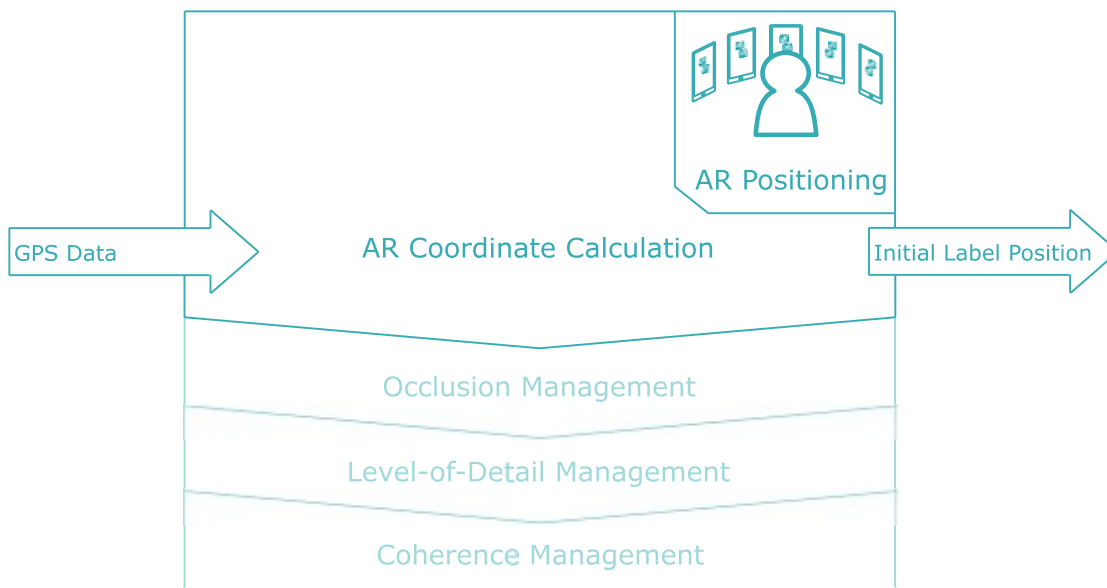 AR Positioning
GPS Data
AR Coordinate Calculation
Initial Label Position
Occlusion Management
Level-of-Detail Management
Coherence Management